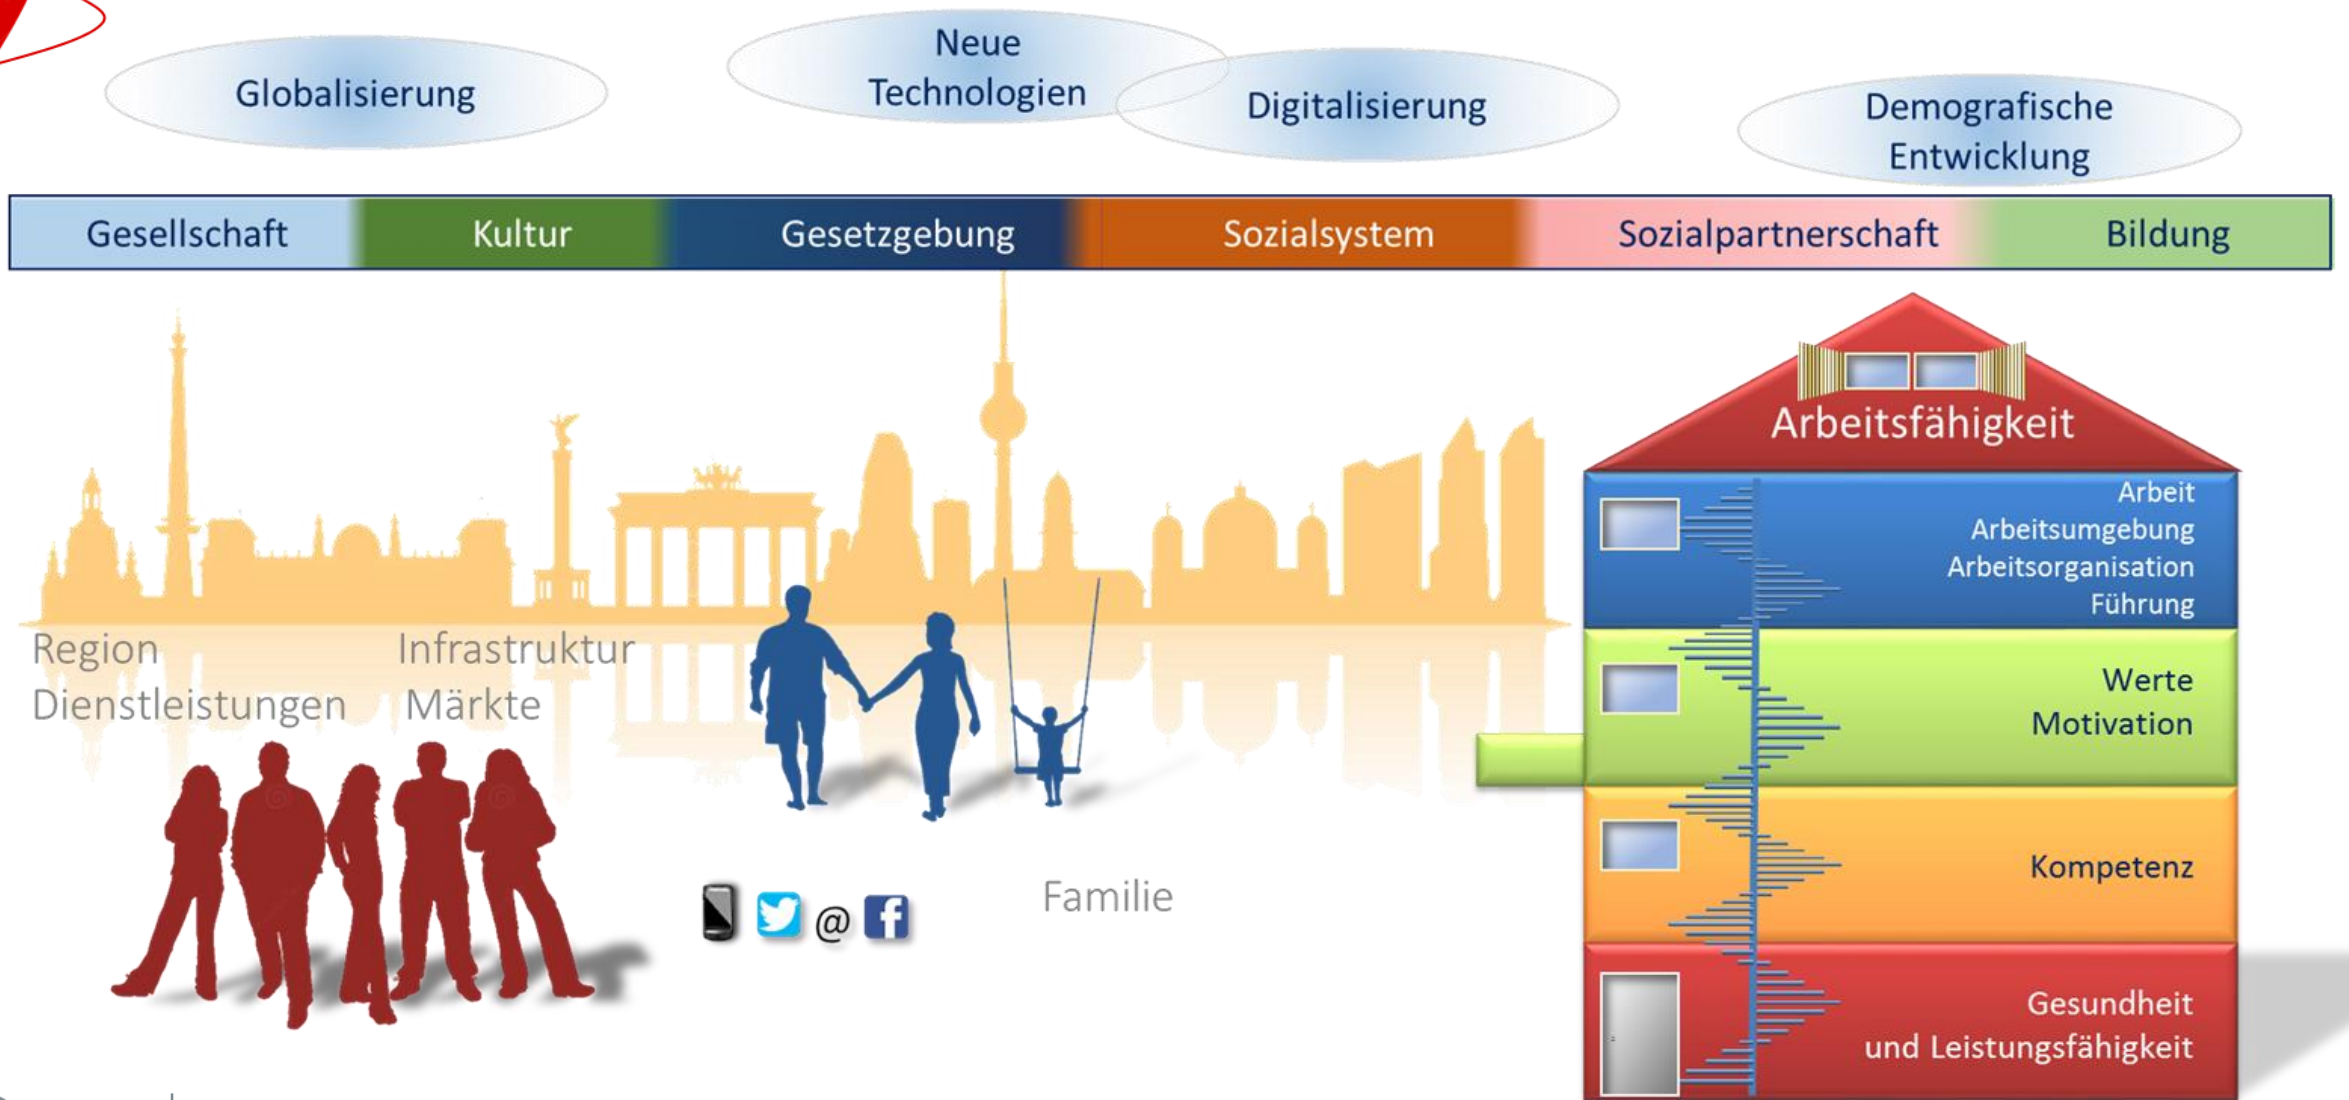 Globalisierung
Neue
Technologien
Digitalisierung
Demografische
Entwicklung
Gesellschaft
Kultur
Gesetzgebung
Sozialsystem
Sozialpartnerschaft
Bildung
Region
Dienstleistungen
Infrastruktur
Märkte
@
f
Familie
Arbeitsfähigkeit
Arbeit
Arbeitsumgebung
Arbeitsorganisation
Führung
Werte
Motivation
Kompetenz
Gesundheit
und Leistungsfähigkeit